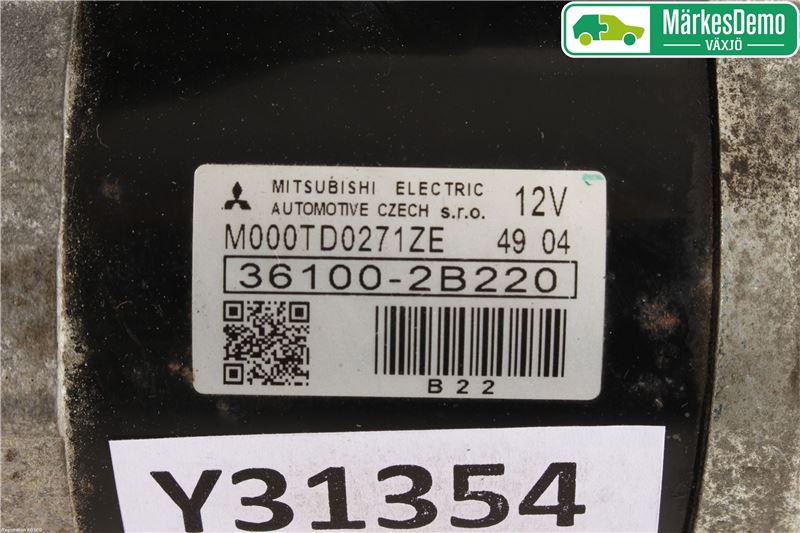 MärkesDemo
VÄXJÖ
MITSUBISHI ELECTRIC
AUTOMOTIVE CZECH s.r.o. 12V
M000TD0271ZE 49 04
36100-2B220
B22
Y31354